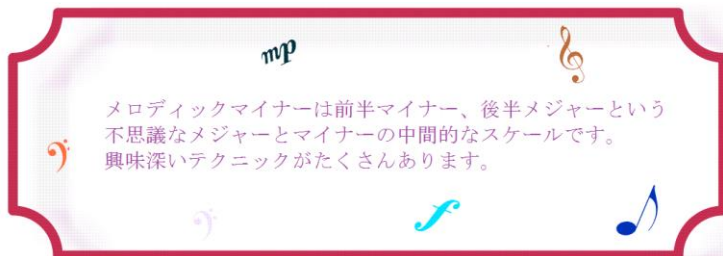 mp
メロディックマイナーは前半マイナー、後半メジャーという
不思議なメジャーとマイナーの中間的なスケールです。
興味深いテクニックがたくさんあります。
f